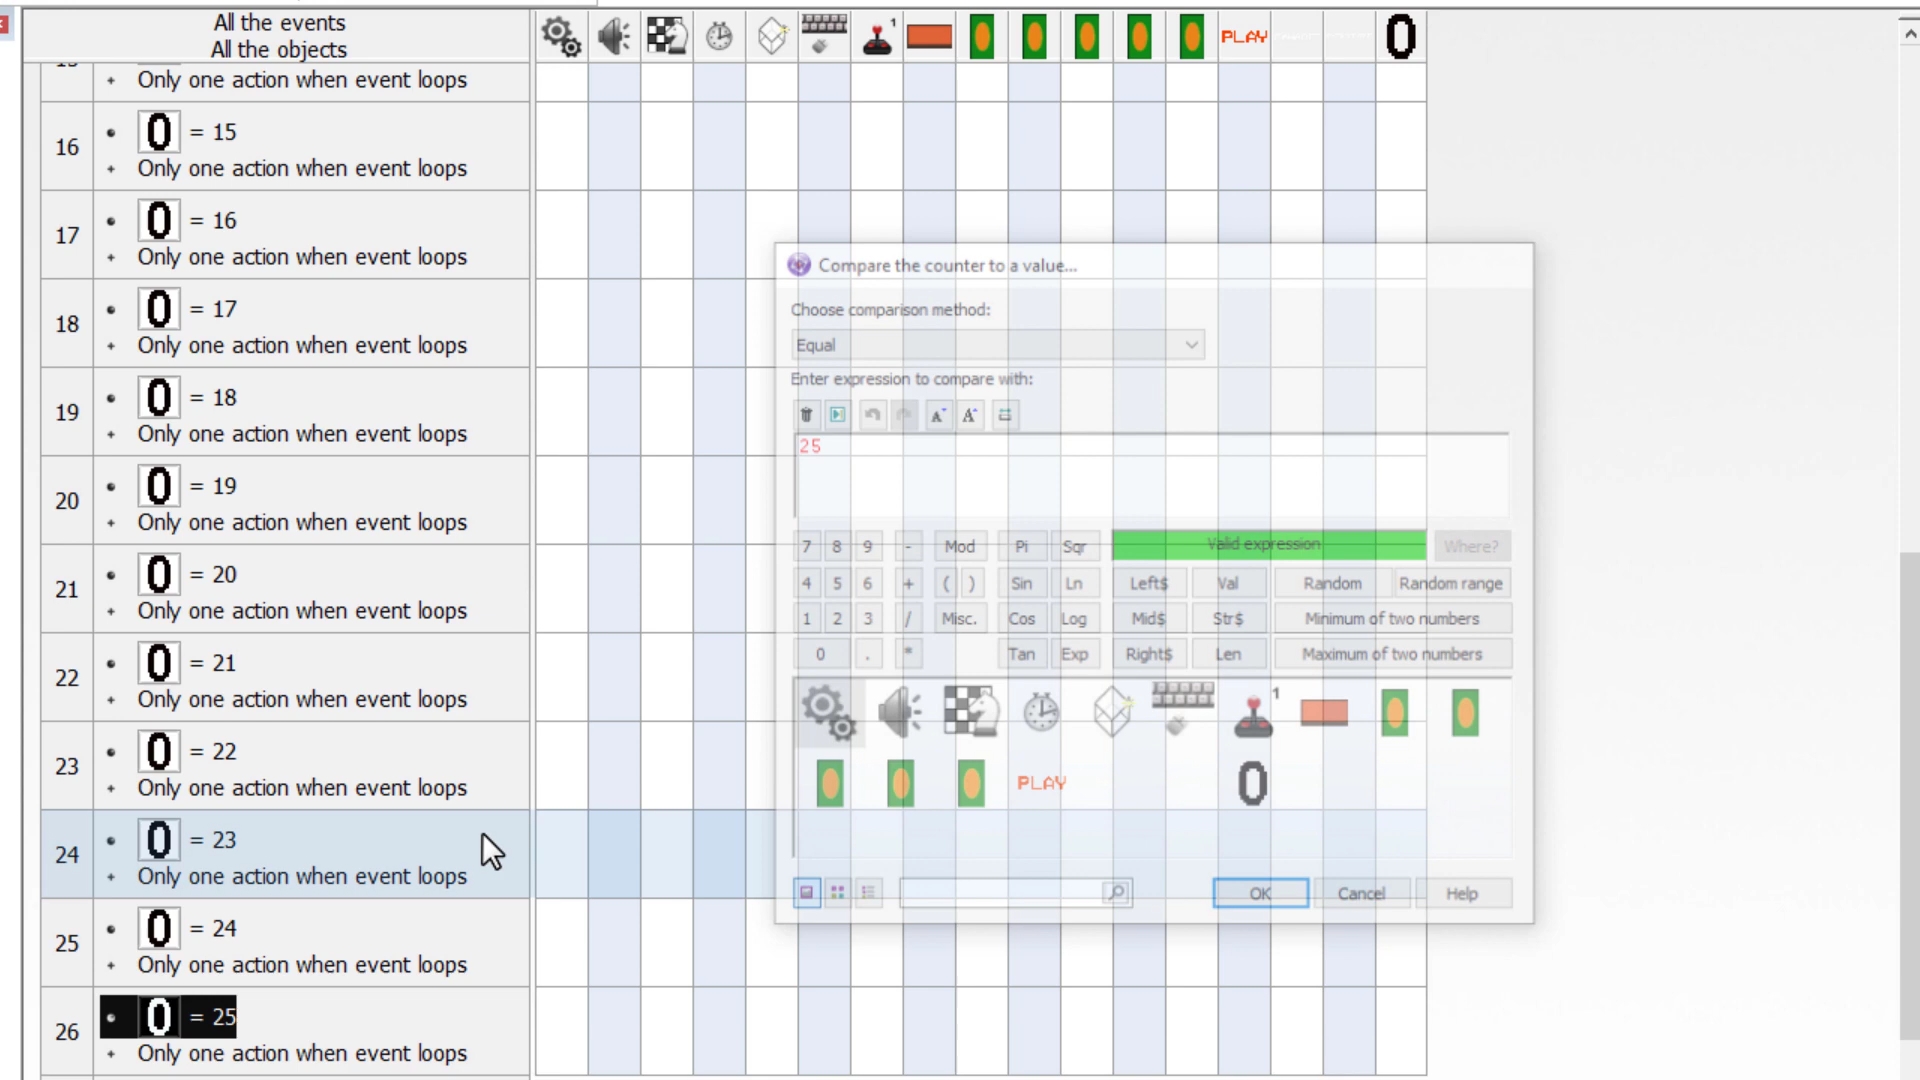 All the events
All the objects
1
PLAY
0
Only one action when event loops
16
0 = 15
Only one action when event loops
17
0 = 16
Only one action when event loops
18
0 = 17
Only one action when event loops
19
0 = 18
Only one action when event loops
20
0 = 19
Only one action when event loops
21
0 = 20
Only one action when event loops
22
0 = 21
Only one action when event loops
23
0 = 22
Only one action when event loops
24
0 = 23
Only one action when event loops
25
0 = 24
Only one action when event loops
26
0 = 25
Only one action when event loops
Compare the counter to a value...
Choose comparison method:
Equal
Enter expression to compare with:
A A
25
7 8 9 - Mod Pi Sqr Valid expression Where?
4 5 6 + ( ) Sin Ln Left$ Val Random Random range
1 2 3 / Misc. Cos Log Mid$ Str$ Minimum of two numbers
0 . * Tan Exp Right$ Len Maximum of two numbers
1
PLAY
0
OK Cancel Help